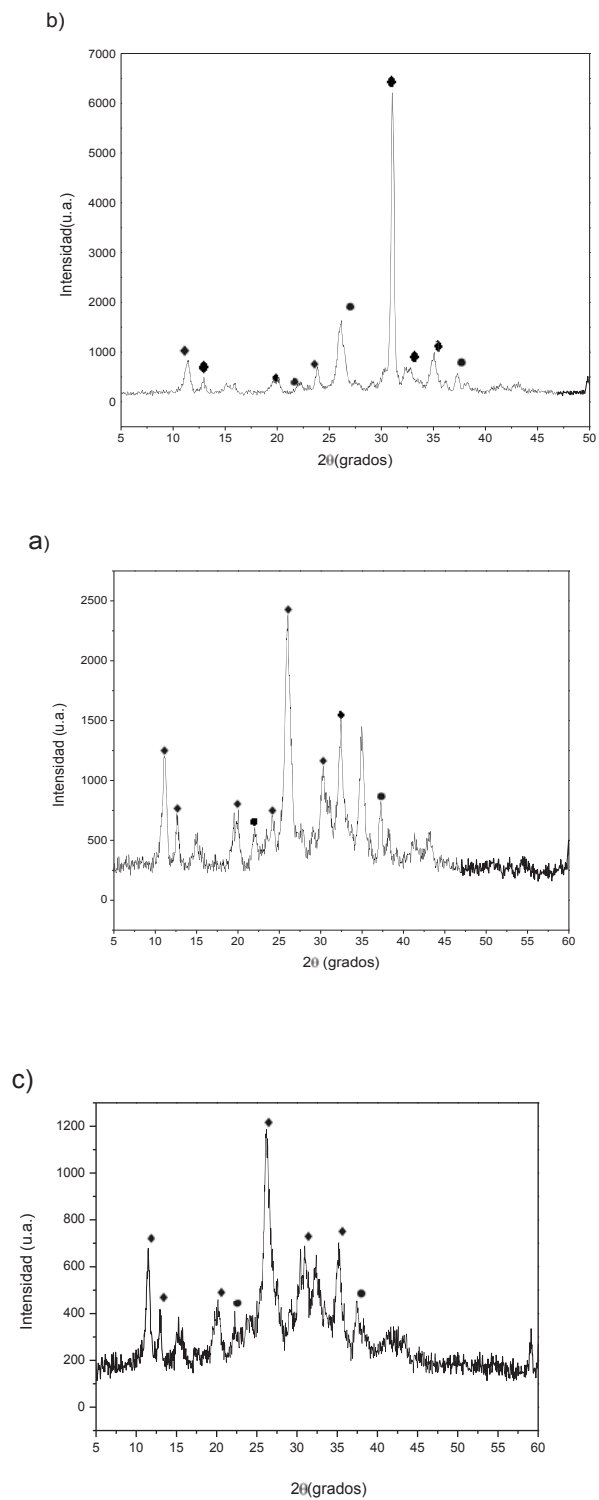 b)
7000
6000
5000
4000
3000
2000
1000
0
Intensidad(u.a.)
5 10 15 20 25 30 35 40 45 50
2θ(grados)
a)
2500
2000
1500
1000
500
0
Intensidad (u.a.)
5 10 15 20 25 30 35 40 45 50 55 60
2θ (grados)
c)
1200
1000
800
600
400
200
0
Intensidad (u.a.)
5 10 15 20 25 30 35 40 45 50 55 60
2θ(grados)